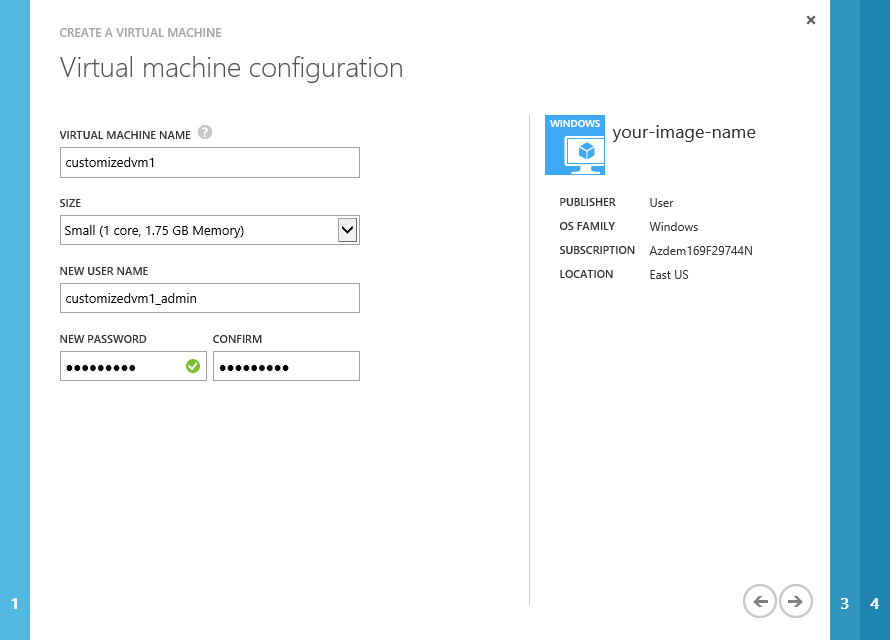 CREATE A VIRTUAL MACHINE
Virtual machine configuration
VIRTUAL MACHINE NAME ?
customizedvm1
SIZE
Small (1 core, 1.75 GB Memory)
NEW USER NAME
customizedvm1_admin
NEW PASSWORD CONFIRM
●●●●●●●●● ●●●●●●●●●
WINDOWS
your-image-name
PUBLISHER User
OS FAMILY Windows
SUBSCRIPTION Azdem169F29744N
LOCATION East US
1 3 4